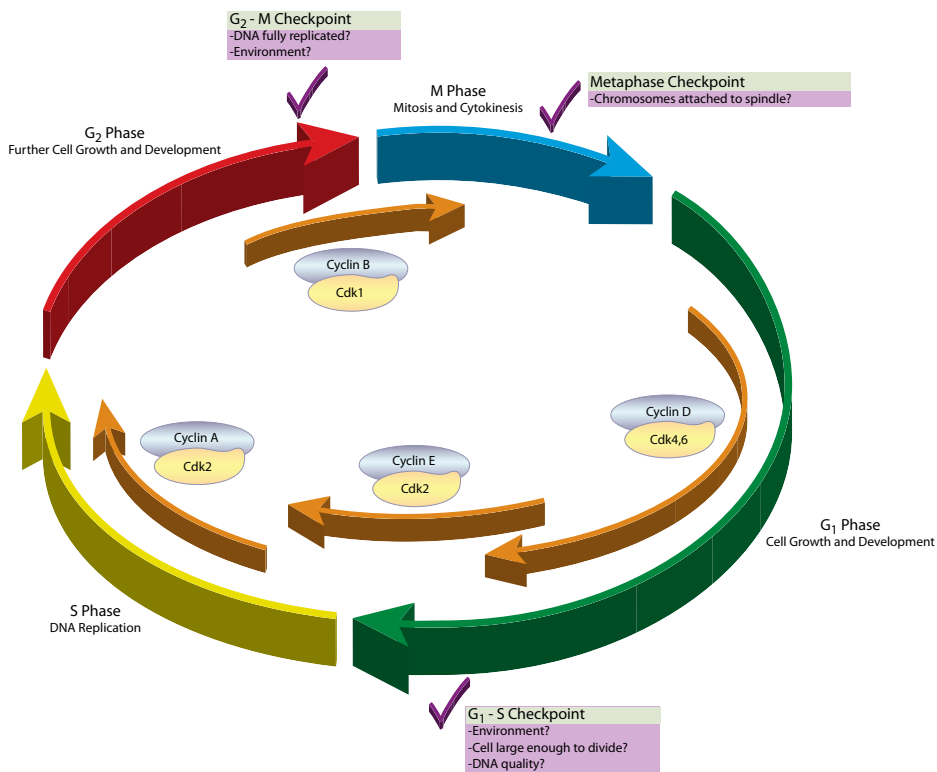 G₂ - M Checkpoint
-DNA fully replicated?
-Environment?
M Phase
Mitosis and Cytokinesis
Metaphase Checkpoint
-Chromosomes attached to spindle?
G₂ Phase
Further Cell Growth and Development
Cyclin B
Cdk1
Cyclin D
Cdk4,6
Cyclin A
Cdk2
Cyclin E
Cdk2
G₁ Phase
Cell Growth and Development
S Phase
DNA Replication
G₁ - S Checkpoint
-Environment?
-Cell large enough to divide?
-DNA quality?